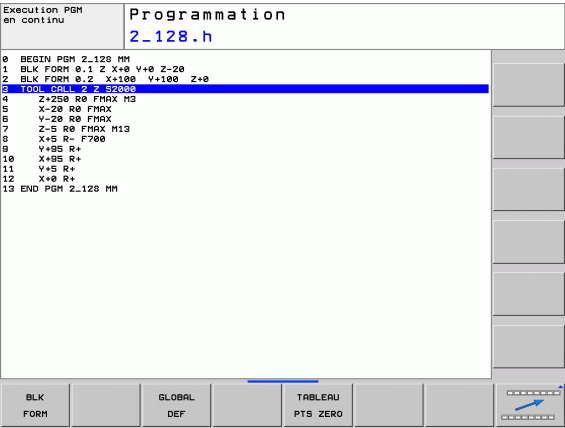 Execution PGM
en continu
Programmation
2_128.h
0 BEGIN PGM 2_128 MM
1 BLK FORM 0.1 Z X+0 Y+0 Z-20
2 BLK FORM 0.2 X+100 Y+100 Z+0
3 TOOL CALL 2 Z S2000
4 Z+250 R0 FMAX M3
5 X-20 R0 FMAX
6 Y-20 R0 FMAX
7 Z-5 R0 FMAX M13
8 X+5 R- F700
9 Y+95 R+
10 X+95 R+
11 Y+5 R+
12 X+0 R+
13 END PGM 2_128 MM
BLK
FORM
GLOBAL
DEF
TABLEAU
PTS ZERO